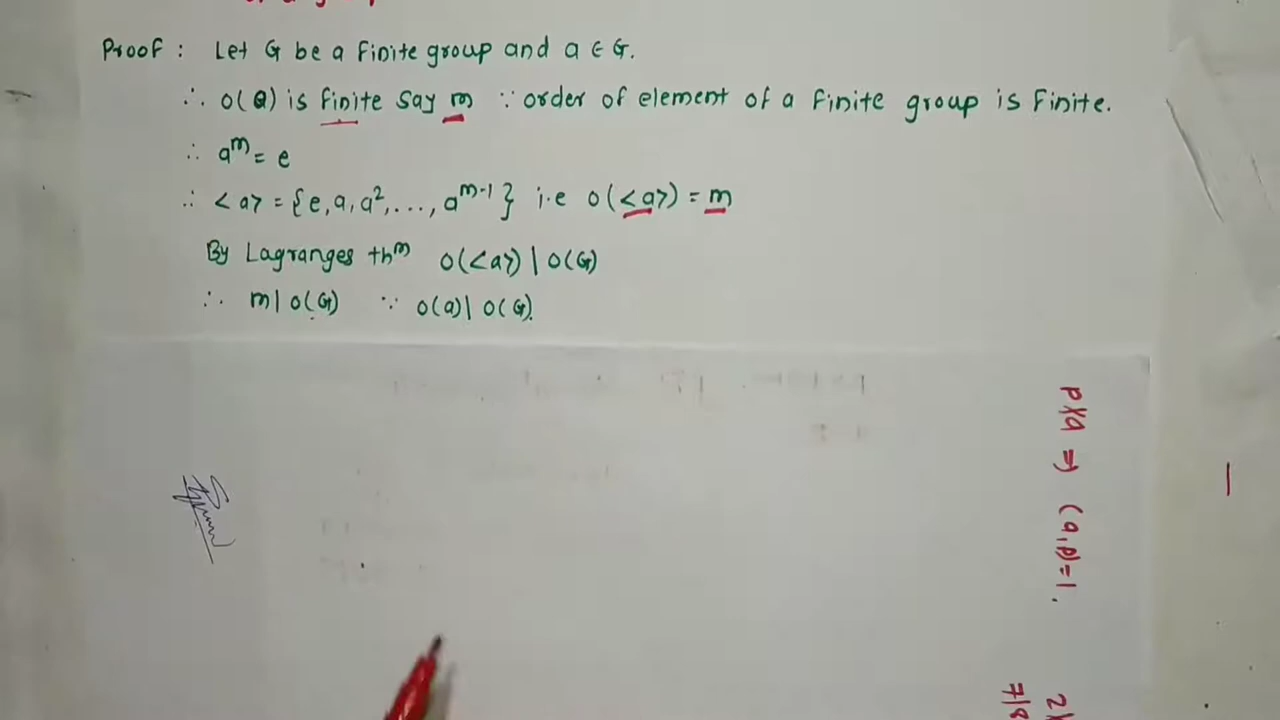 Proof : Let G be a finite group and a ∈ G.
∴ o(a) is finite say m ∵ order of element of a finite group is finite.
∴ a^m = e
∴ <a> = {e, a, a², ..., a^(m-1)} i.e o(<a>) = m
By Lagranges th^m o(<a>) | o(G)
∴ m | o(G) ∵ o(a) | o(G).
p∤a ⇒ (a,p)=1.